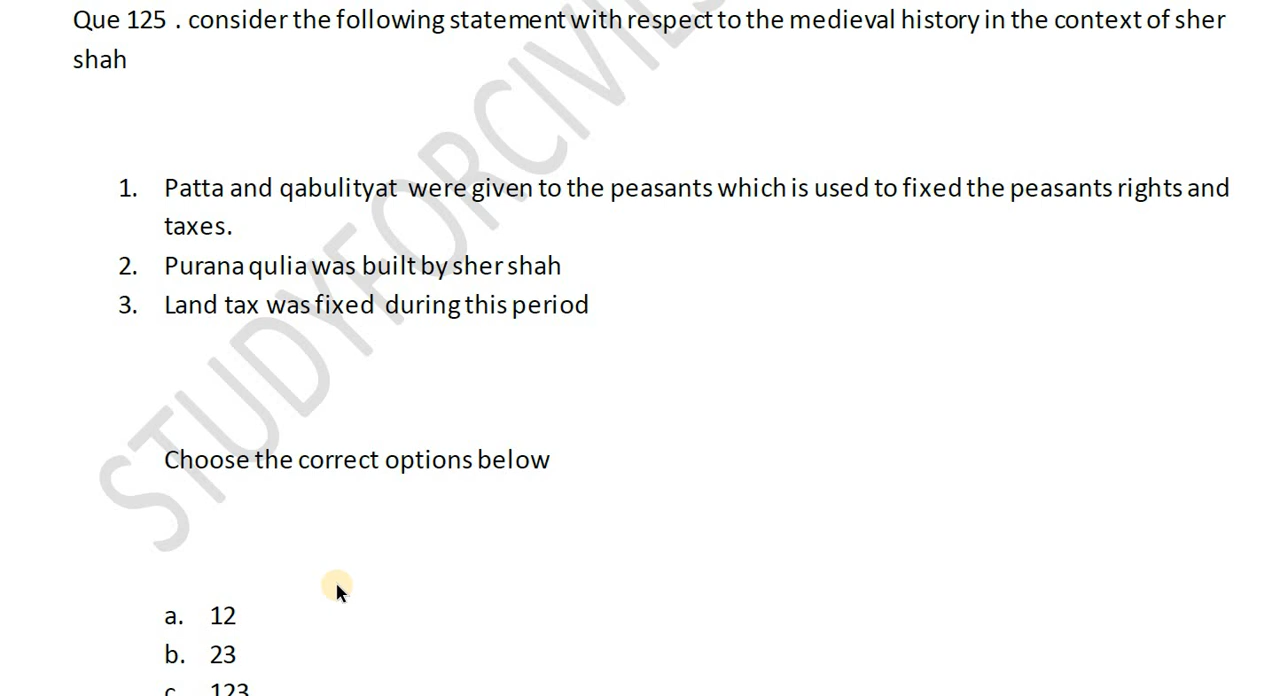 Que 125 . consider the following statement with respect to the medieval history in the context of sher
shah
1. Patta and qabulityat were given to the peasants which is used to fixed the peasants rights and
taxes.
2. Purana qulia was built by sher shah
3. Land tax was fixed during this period
Choose the correct options below
a. 12
b. 23
c. 123
STUDYFORCIVILS